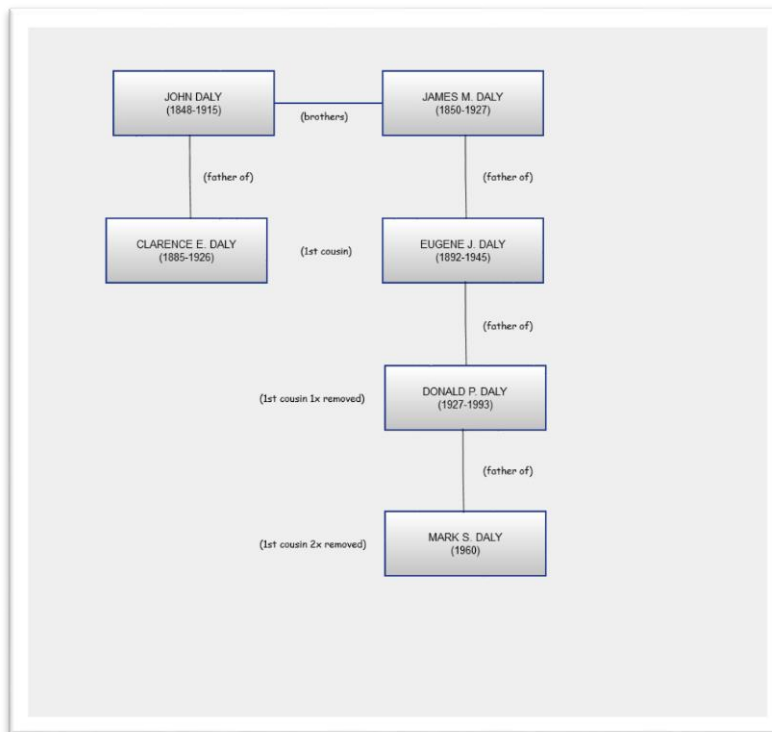 JOHN DALY
(1848-1915)
JAMES M. DALY
(1850-1927)
(brothers)
(father of)
(father of)
CLARENCE E. DALY
(1885-1926)
(1st cousin)
EUGENE J. DALY
(1892-1945)
(father of)
(1st cousin 1x removed)
DONALD P. DALY
(1927-1993)
(father of)
(1st cousin 2x removed)
MARK S. DALY
(1960)